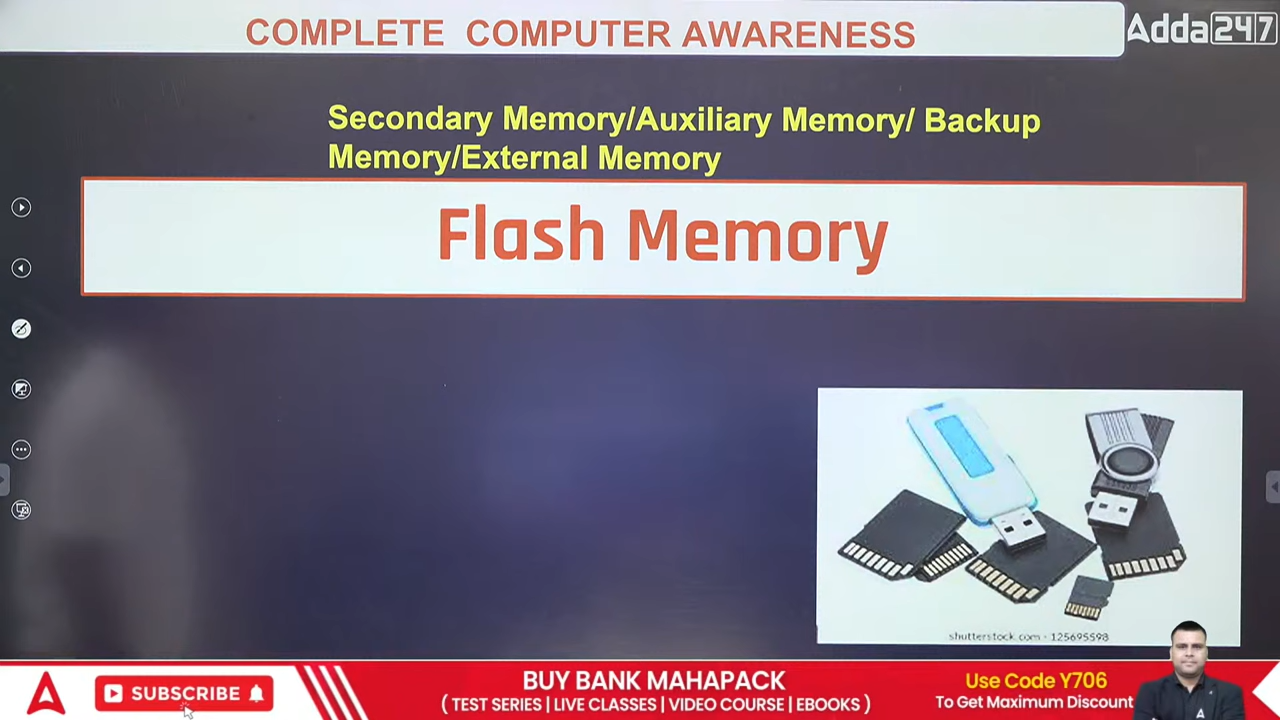 COMPLETE COMPUTER AWARENESS
Adda247
Secondary Memory/Auxiliary Memory/ Backup
Memory/External Memory
Flash Memory
shutterstock.com · 125695598
SUBSCRIBE
BUY BANK MAHAPACK
( TEST SERIES | LIVE CLASSES | VIDEO COURSE | EBOOKS )
Use Code Y706
To Get Maximum Discount